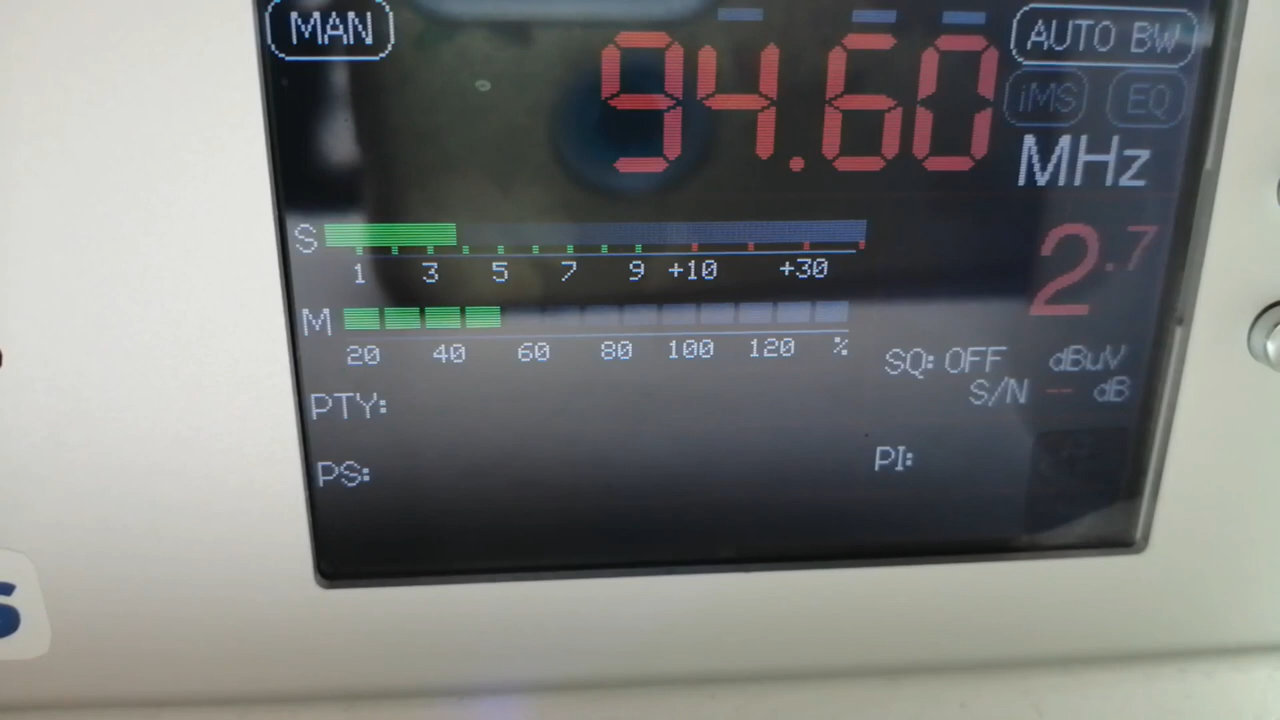 MAN
94.60
AUTO BW
iMS EQ
MHz
S
1 3 5 7 9 +10 +30
2.7
M
20 40 60 80 100 120 %
SQ: OFF dBuV
S/N -- dB
PTY:
PS:
PI:
S